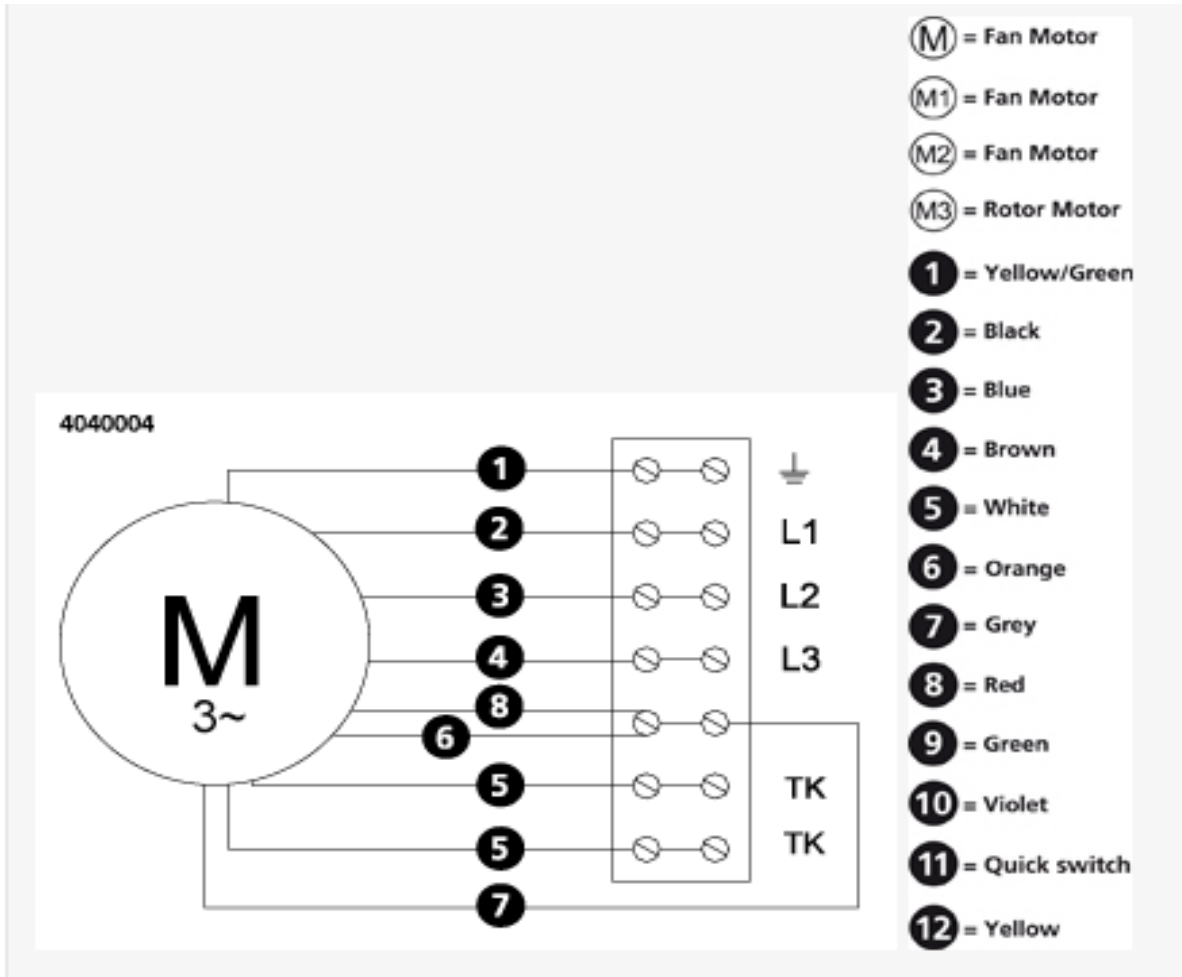 4040004
1
2
3
4
8
6
5
5
7
M
3~
L1
L2
L3
TK
TK
M = Fan Motor
M1 = Fan Motor
M2 = Fan Motor
M3 = Rotor Motor
1 = Yellow/Green
2 = Black
3 = Blue
4 = Brown
5 = White
6 = Orange
7 = Grey
8 = Red
9 = Green
10 = Violet
11 = Quick switch
12 = Yellow